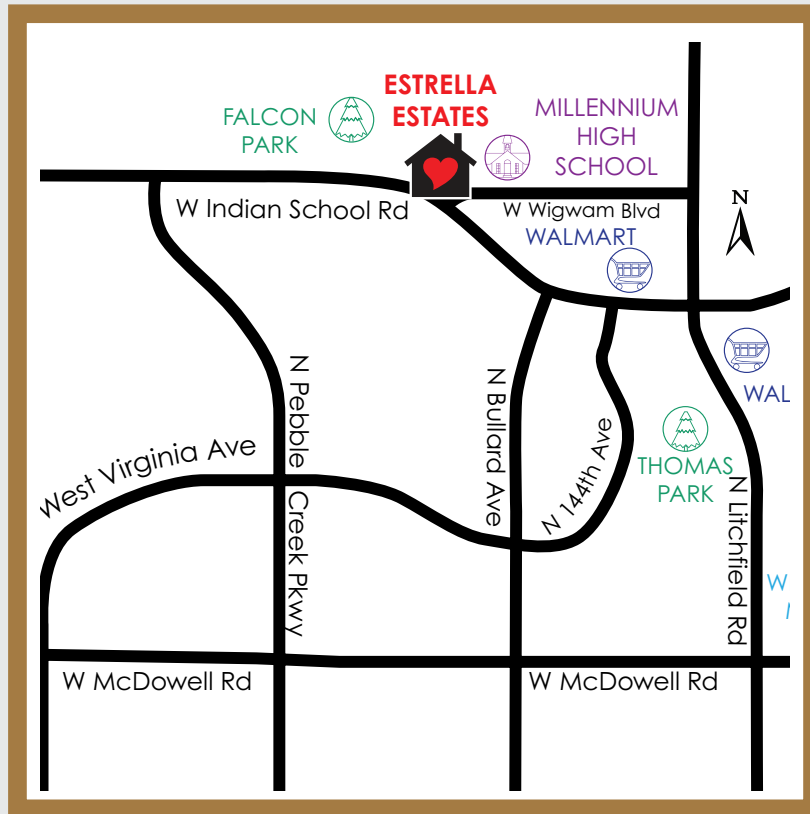 ESTRELLA
ESTATES
FALCON
PARK
MILLENNIUM
HIGH
SCHOOL
W Indian School Rd
W Wigwam Blvd
N
WALMART
WAL
N Pebble Creek Pkwy
N Bullard Ave
N 144th Ave
West Virginia Ave
THOMAS
PARK
N Litchfield Rd
W
W McDowell Rd
W McDowell Rd